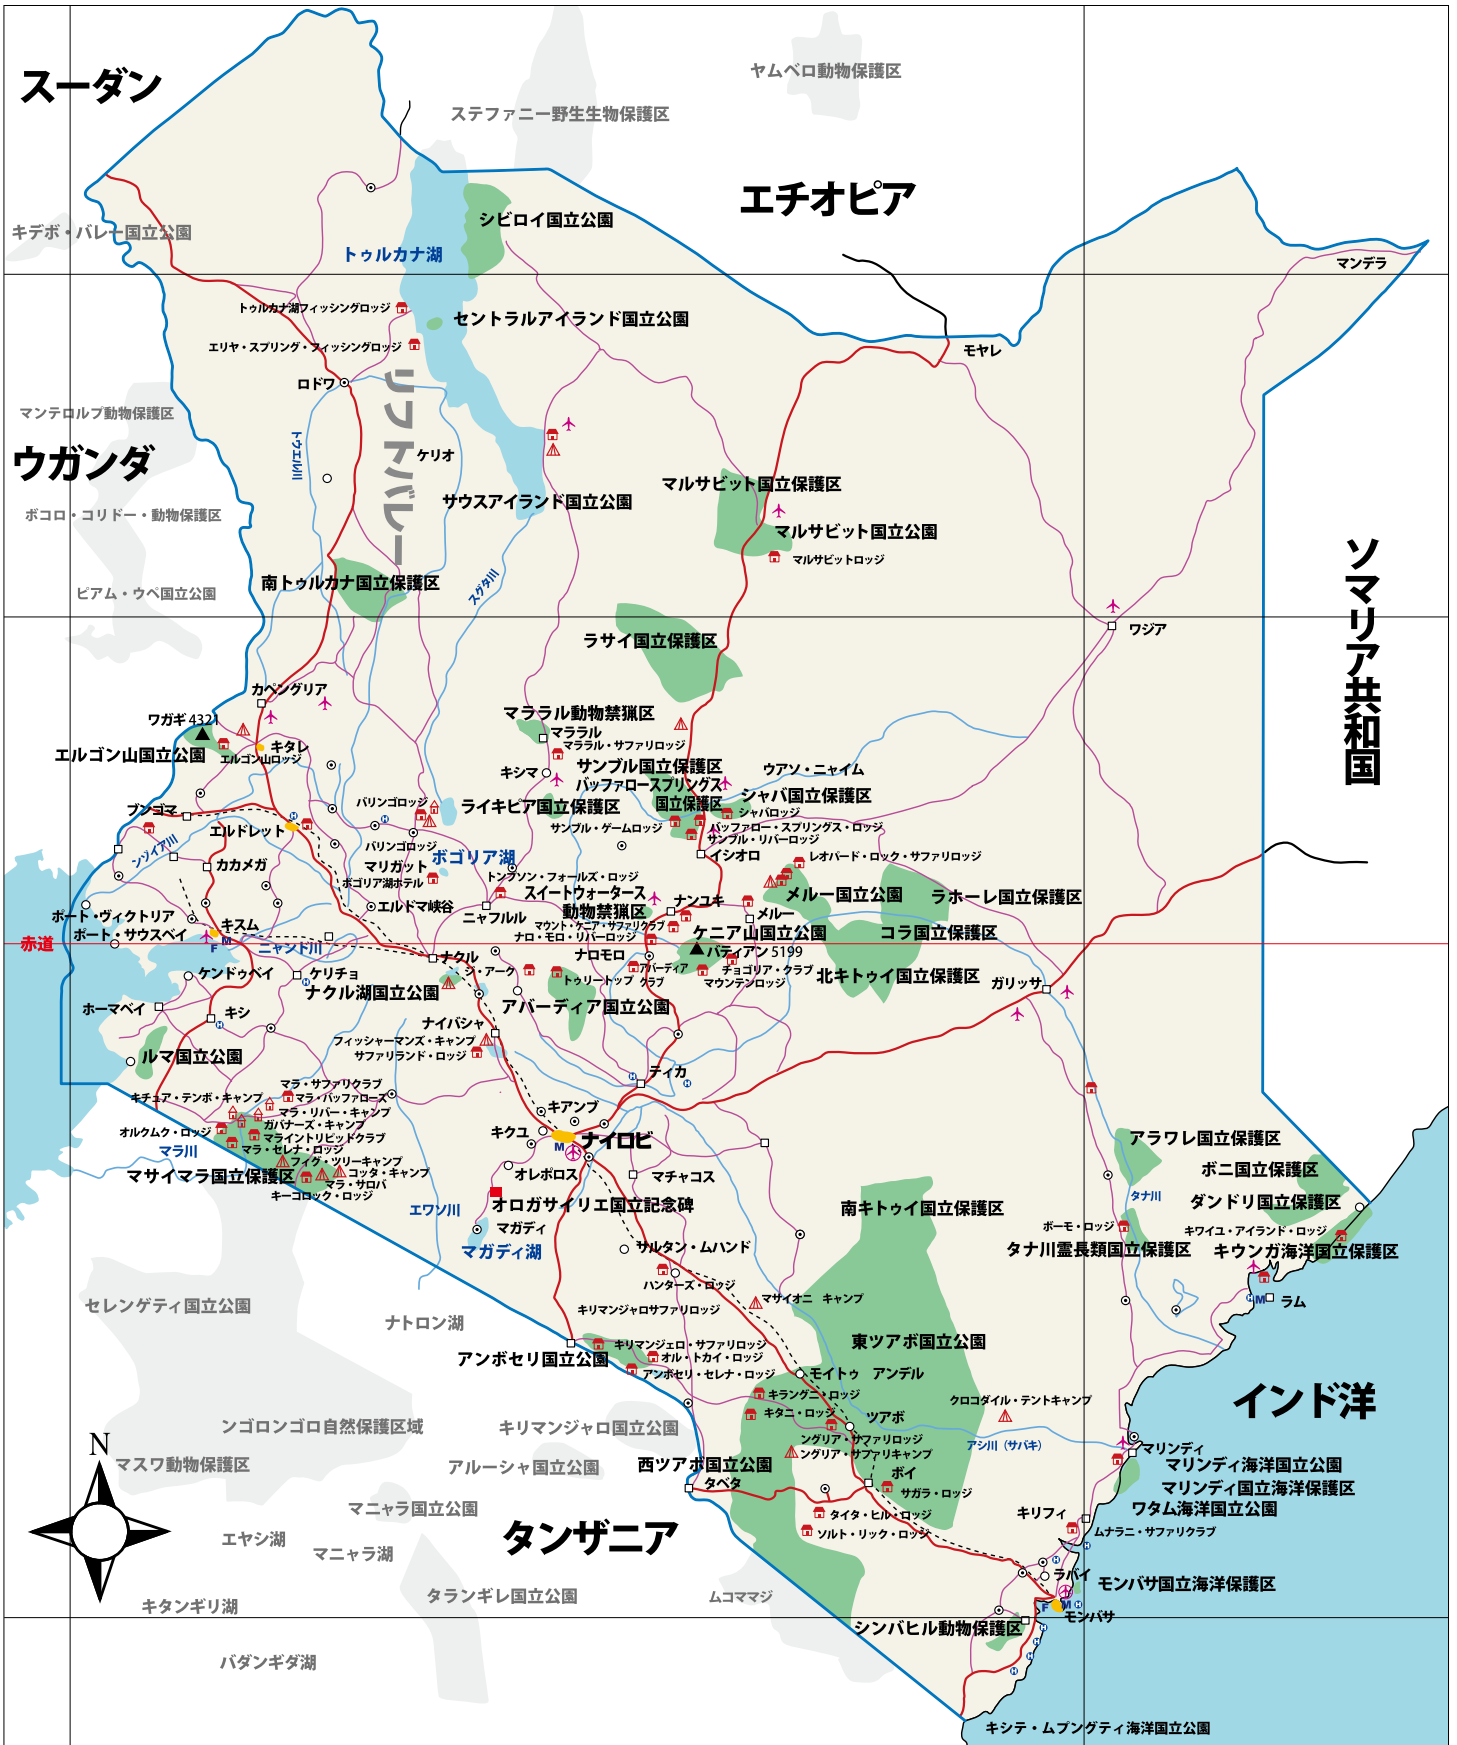 スーダン
ヤムベロ動物保護区
ステファニー野生生物保護区
エチオピア
シビロイ国立公園
キデボ・バレー国立公園
トゥルカナ湖
マンデラ
トゥルカナ湖フィッシングロッジ
セントラルアイランド国立公園
エリヤ・スプリング・フィッシングロッジ
モヤレ
ロドワ
リフトバレー
マンテロルプ動物保護区
トウエル川
ケリオ
ウガンダ
マルサビット国立保護区
サウスアイランド国立公園
ボコロ・コリドー・動物保護区
マルサビット国立公園
マルサビットロッジ
ソマリア共和国
南トゥルカナ国立保護区
スゲタ川
ピアム・ウペ国立公園
ワジア
ラサイ国立保護区
カペングリア
ワガギ 4321
マララル動物禁猟区
マララル
エルゴン山国立公園
キタレ
エルゴン山ロッジ
マララル・サファリロッジ
キシマ
サンブル国立保護区
ウアソ・ニャイム
バッファロースプリングス
国立保護区
シャバ国立保護区
バリンゴロッジ
ライキピア国立保護区
シャバロッジ
ブンゴマ
エルドレット
サンブル・ゲームロッジ
バッファロー・スプリングス・ロッジ
サンブル・リバーロッジ
バリンゴロッジ
ンゾイア川
ボゴリア湖
イシオロ
レオパード・ロック・サファリロッジ
カカメガ
マリガット
トンプソン・フォールズ・ロッジ
ボゴリア湖ホテル
スイートウォータース
動物禁猟区
ナンユキ
メルー国立公園
ラホーレ国立保護区
エルドマ峡谷
ニャフルル
メルー
ポート・ヴィクトリア
キスム
マウント・ケニア・サファリクラブ
ナロ・モロ・リバーロッジ
ケニア山国立公園
コラ国立保護区
ポート・サウスベイ
赤道
F
M
ニャンド川
ナクル
ナロモロ
バティアン 5199
ケンドゥベイ
ケリチョ
ジ・アーク
トゥリートップ
アバーディア
クラブ
チョゴリア・クラブ
マウンテンロッジ
北キトゥイ国立保護区
ガリッサ
ナクル湖国立公園
ホーマベイ
キシ
アバーディア国立公園
ナイバシャ
フィッシャーマンズ・キャンプ
サファリランド・ロッジ
ルマ国立公園
ティカ
マラ・サファリクラブ
キチュア・テンボ・キャンプ
マラ・バッファローズ
マラ・リバー・キャンプ
ガバナーズ・キャンプ
オルクムク・ロッジ
マライントリピッドクラブ
マラ・セレナ・ロッジ
マラ川
フィグ・ツリーキャンプ
マサイマラ国立保護区
コッタ・キャンプ
マラ・サロバ
キーコロック・ロッジ
キアンブ
キクユ
ナイロビ
M
オレポロス
マチャコス
アラワレ国立保護区
ボニ国立保護区
タナ川
ダンドリ国立保護区
オロガサイリエ国立記念碑
エワソ川
南キトゥイ国立保護区
マガディ
ボーモ・ロッジ
キワイユ・アイランド・ロッジ
マガディ湖
サルタン・ムハンド
タナ川霊長類国立保護区
キウンガ海洋国立保護区
ハンターズ・ロッジ
M
ラム
セレンゲティ国立公園
マサイオニ　キャンプ
キリマンジャロサファリロッジ
ナトロン湖
東ツアボ国立公園
キリマンジェロ・サファリロッジ
アンボセリ国立公園
オル・トカイ・ロッジ
アンボセリ・セレナ・ロッジ
モイトゥ　アンデル
キラングニ・ロッジ
クロコダイル・テントキャンプ
インド洋
キタニ・ロッジ
ツアボ
ンゴロンゴロ自然保護区域
キリマンジャロ国立公園
ングリア・サファリロッジ
アシ川（サバキ）
N
ングリア・サファリキャンプ
マリンディ
マスワ動物保護区
アルーシャ国立公園
西ツアボ国立公園
マリンディ海洋国立公園
ボイ
タベタ
マリンディ国立海洋保護区
サガラ・ロッジ
マニャラ国立公園
ワタム海洋国立公園
キリフィ
タイタ・ヒル・ロッジ
エヤシ湖
タンザニア
ソルト・リック・ロッジ
ムナラニ・サファリクラブ
マニャラ湖
ラバイ
モンバサ国立海洋保護区
タランギレ国立公園
ムコママジ
キタンギリ湖
F
M
モンバサ
シンバヒル動物保護区
バダンギダ湖
キシテ・ムプングティ海洋国立公園